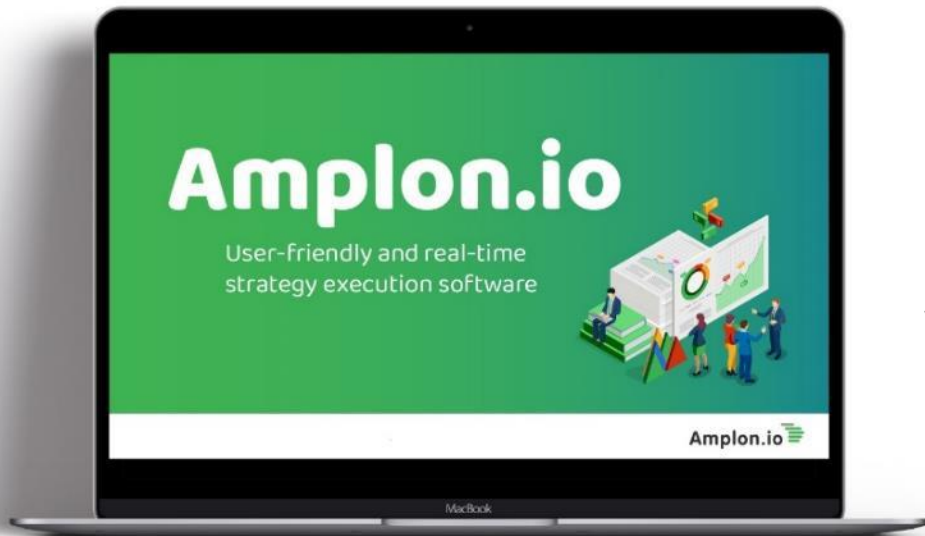 Amplon.io
User-friendly and real-time
strategy execution software
Amplon.io
MacBook